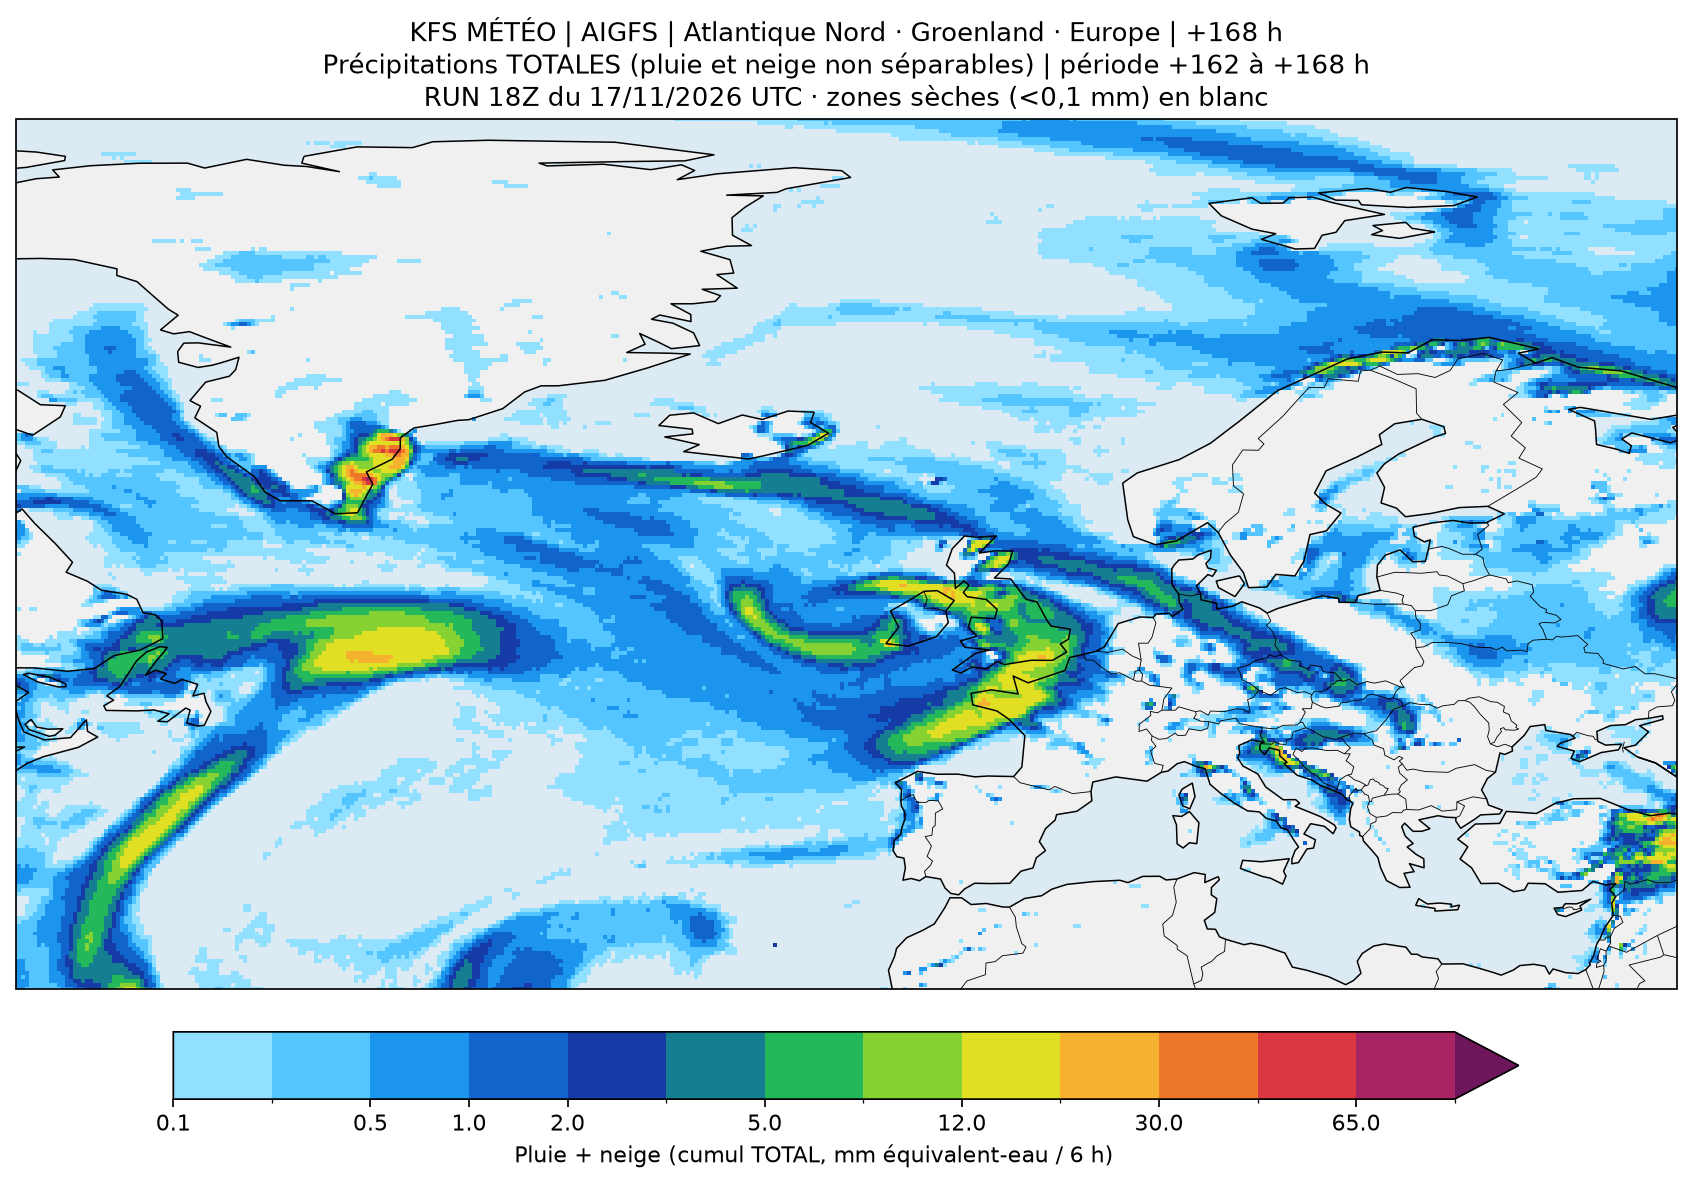 KFS MÉTÉO | AIGFS | Atlantique Nord · Groenland · Europe | +168 h
Précipitations TOTALES (pluie et neige non séparables) | période +162 à +168 h
RUN 18Z du 17/11/2026 UTC · zones sèches (<0,1 mm) en blanc
0.1 0.5 1.0 2.0 5.0 12.0 30.0 65.0
Pluie + neige (cumul TOTAL, mm équivalent-eau / 6 h)